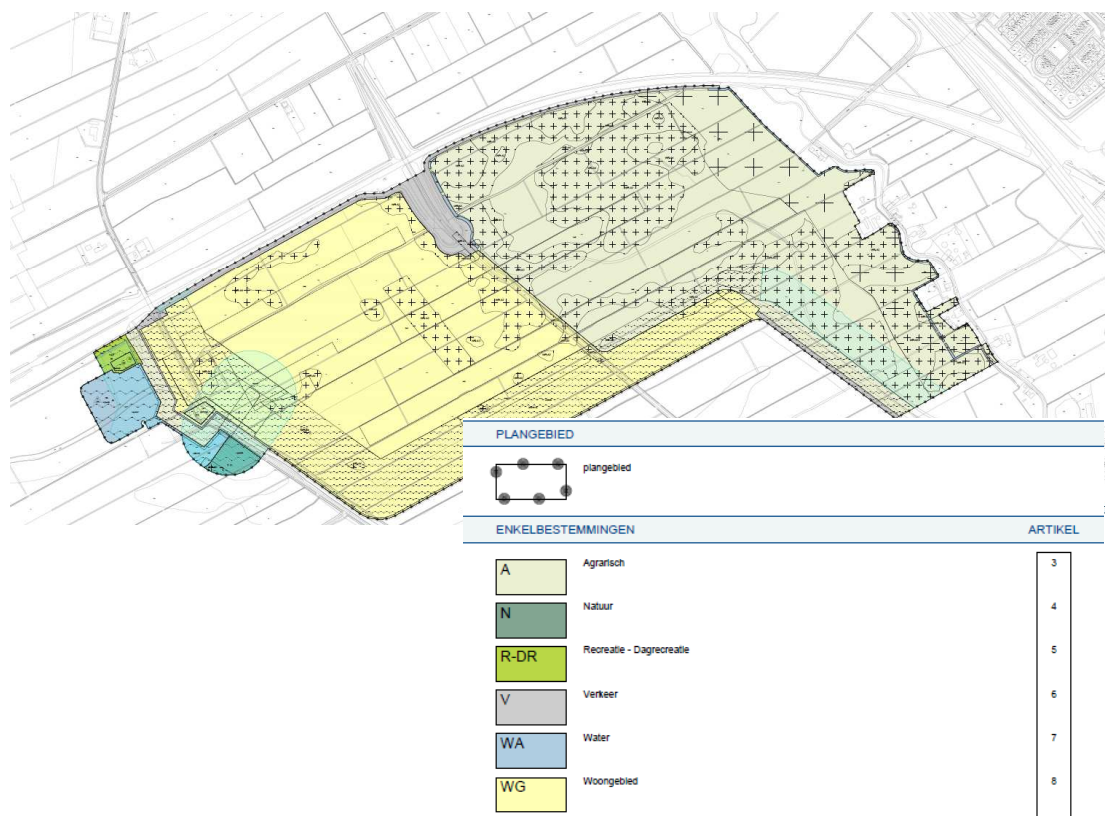 PLANGEBIED
plangebied
ENKELBESTEMMINGEN ARTIKEL
A Agrarisch 3
N Natuur 4
R-DR Recreatie - Dagrecreatie 5
V Verkeer 6
WA Water 7
WG Woongebied 8